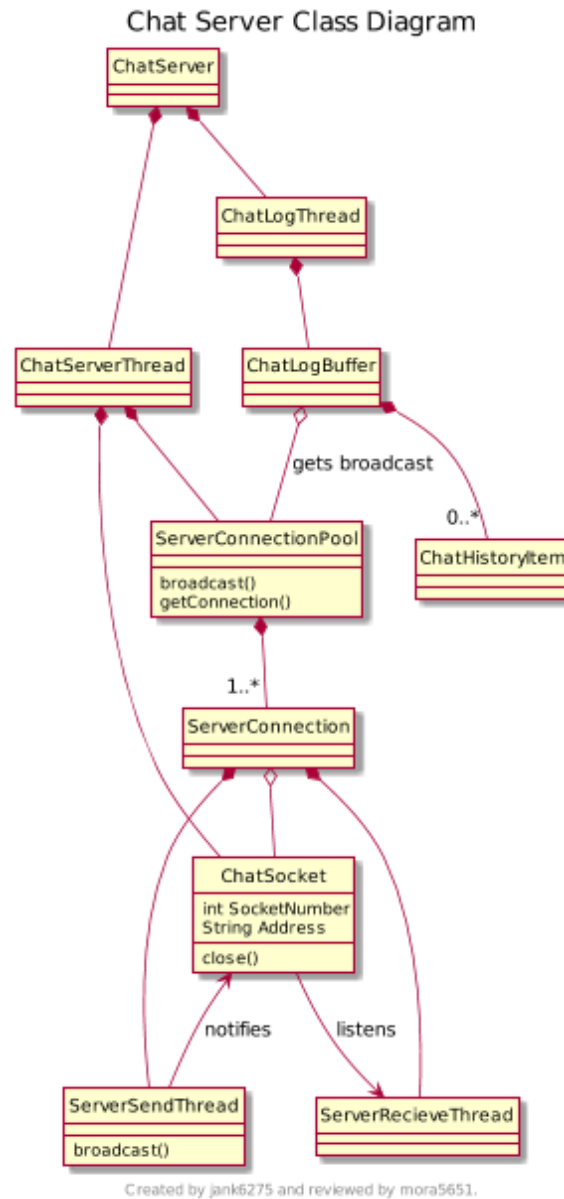 Chat Server Class Diagram
ChatServer
ChatLogThread
ChatServerThread
ChatLogBuffer
gets broadcast
0..*
ServerConnectionPool
broadcast()
getConnection()
ChatHistoryItem
1..*
ServerConnection
ChatSocket
int SocketNumber
String Address
close()
notifies
listens
ServerSendThread
broadcast()
ServerRecieveThread
Created by jank6275 and reviewed by mora5651.